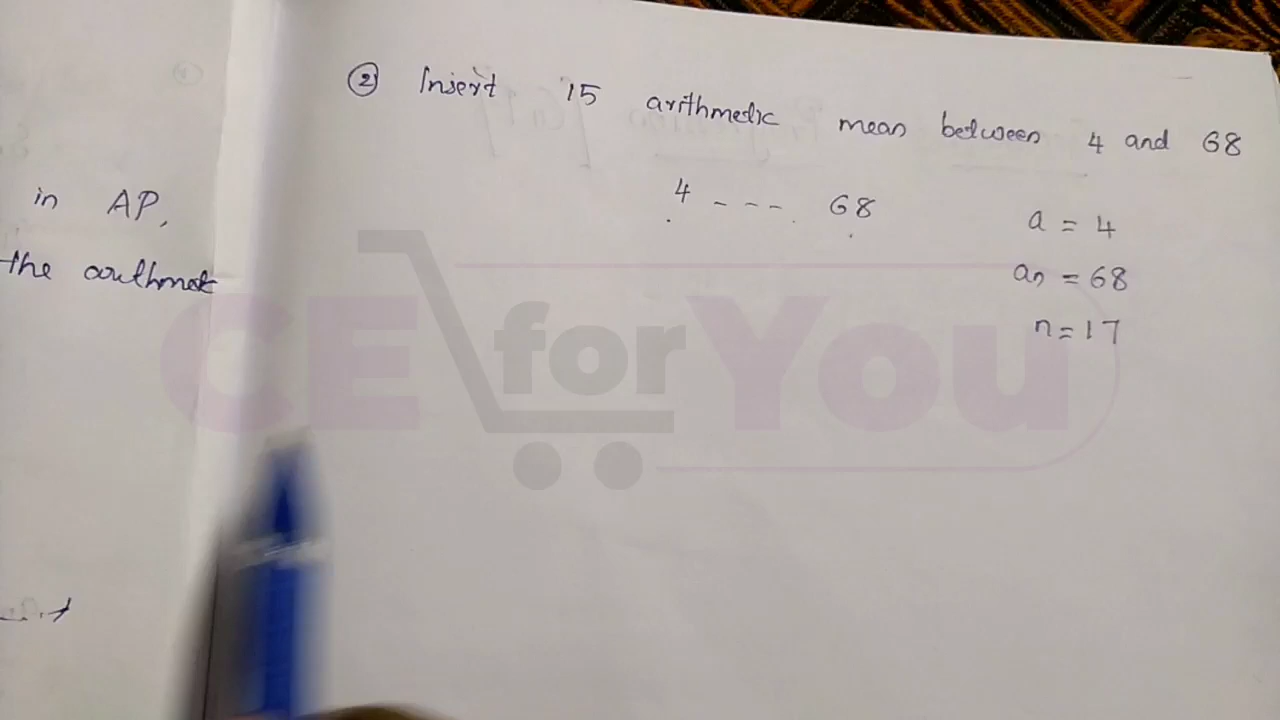 ② Insert 15 arithmetic mean between 4 and 68
4 - - - - 68
a = 4
an = 68
n = 17
in AP,
the arithmet
CE for You